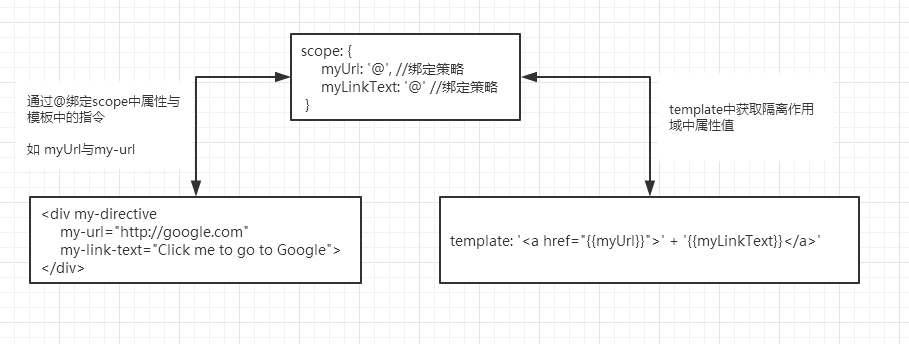 scope: {
myUrl: '@', //绑定策略
myLinkText: '@' //绑定策略
}
通过@绑定scope中属性与
模板中的指令
如 myUrl与my-url
template中获取隔离作用
域中属性值
<div my-directive
my-url="http://google.com"
my-link-text="Click me to go to Google">
</div>
template: '<a href="{{myUrl}}">' + '{{myLinkText}}</a>'